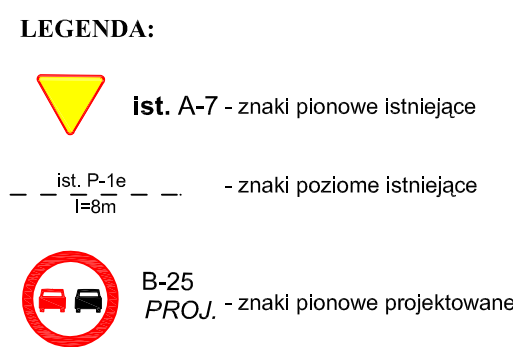 LEGENDA:
ist. A-7 - znaki pionowe istniejące
ist. P-1e
l=8m
- znaki poziome istniejące
B-25
PROJ. - znaki pionowe projektowane